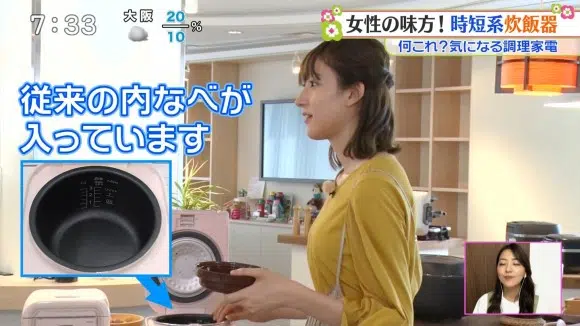 7:33
大阪
20
10
%
女性の味方!時短系炊飯器
何これ?気になる調理家電
従来の内なべが
入っています